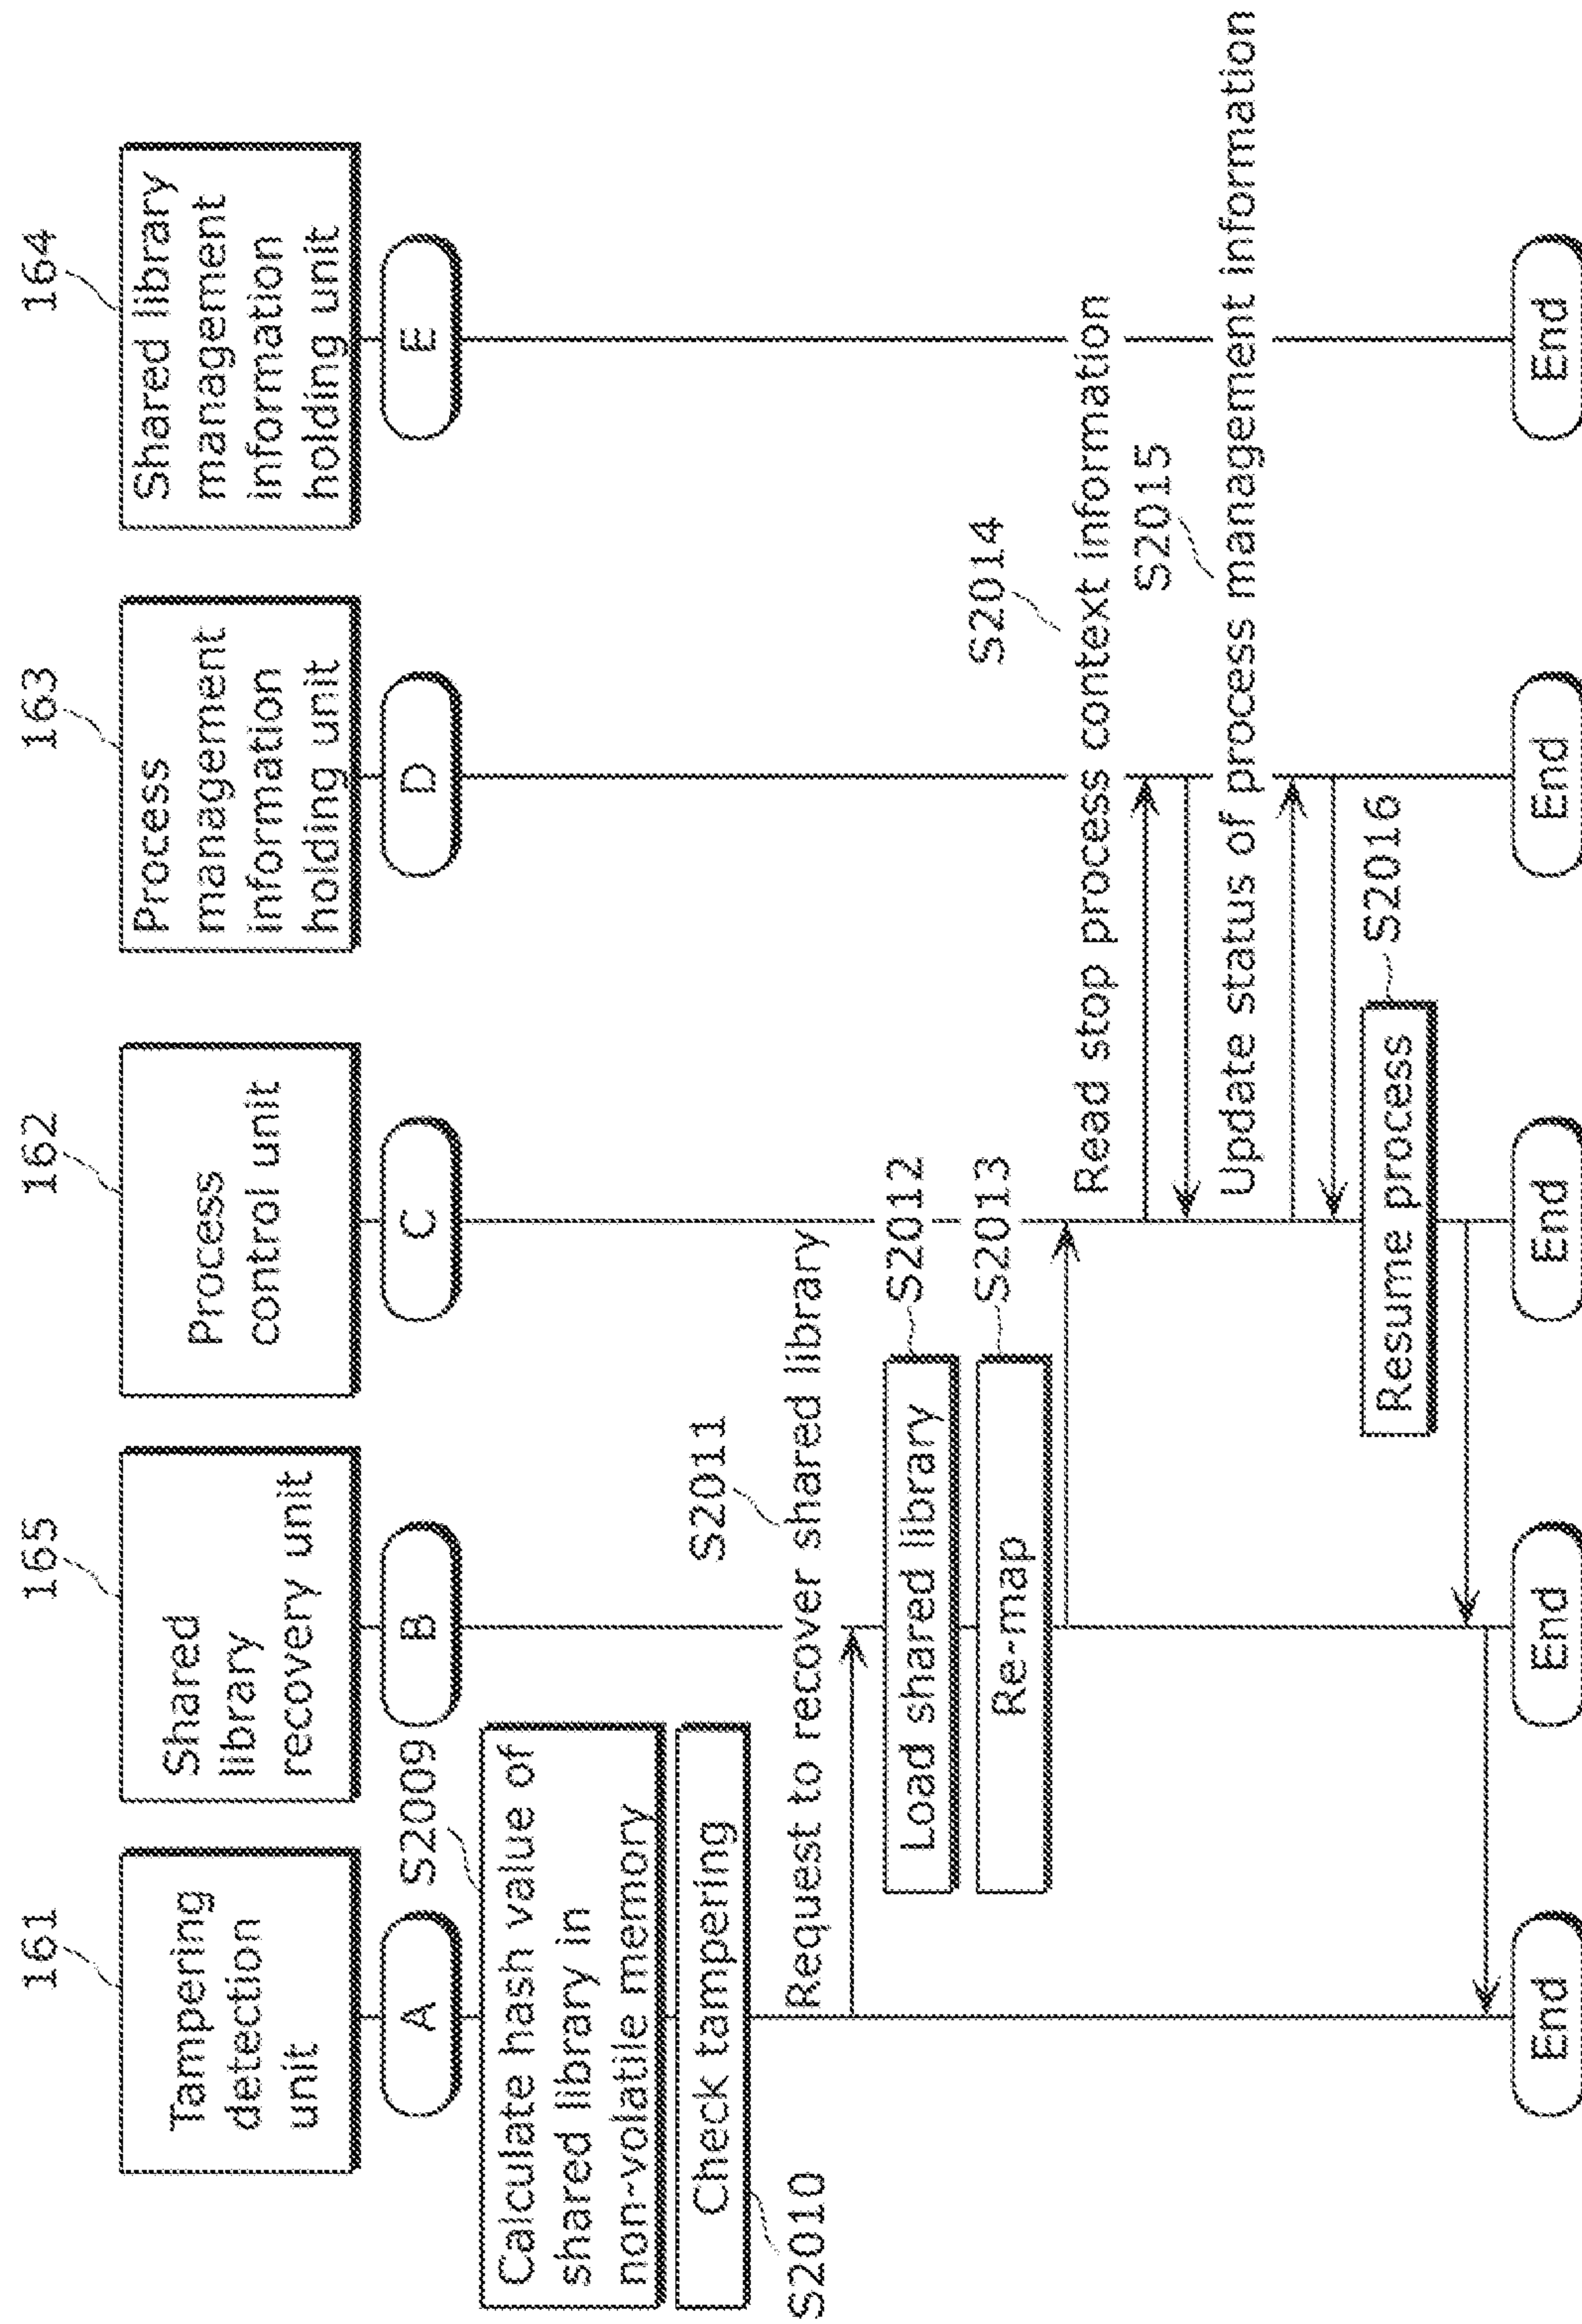 161
165
162
163
164
Tampering
detection
unit
Shared
library
recovery unit
Process
control unit
Process
management
information
holding unit
Shared library
management
information
holding unit
A
B
C
D
E
S2009
Calculate hash value of
shared library in
non-volatile memory
Check tampering
S2010
S2011
Request to recover shared library
Load shared library
S2012
Re-map
S2013
S2014
Read stop process context information
S2015
Update status of process management information
Resume process
S2016
End
End
End
End
End